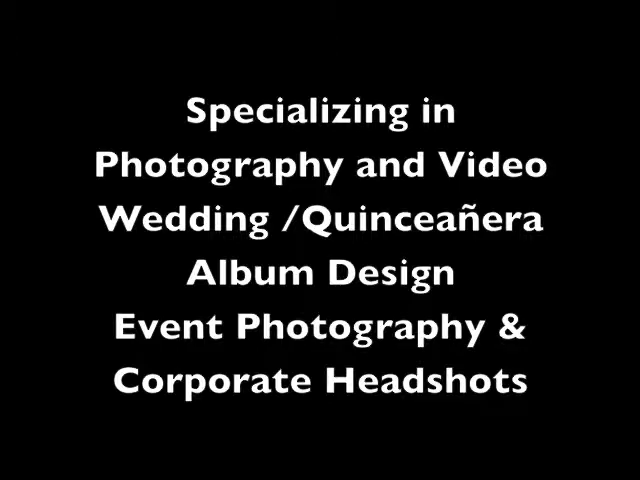 Specializing in
Photography and Video
Wedding /Quinceañera
Album Design
Event Photography &
Corporate Headshots